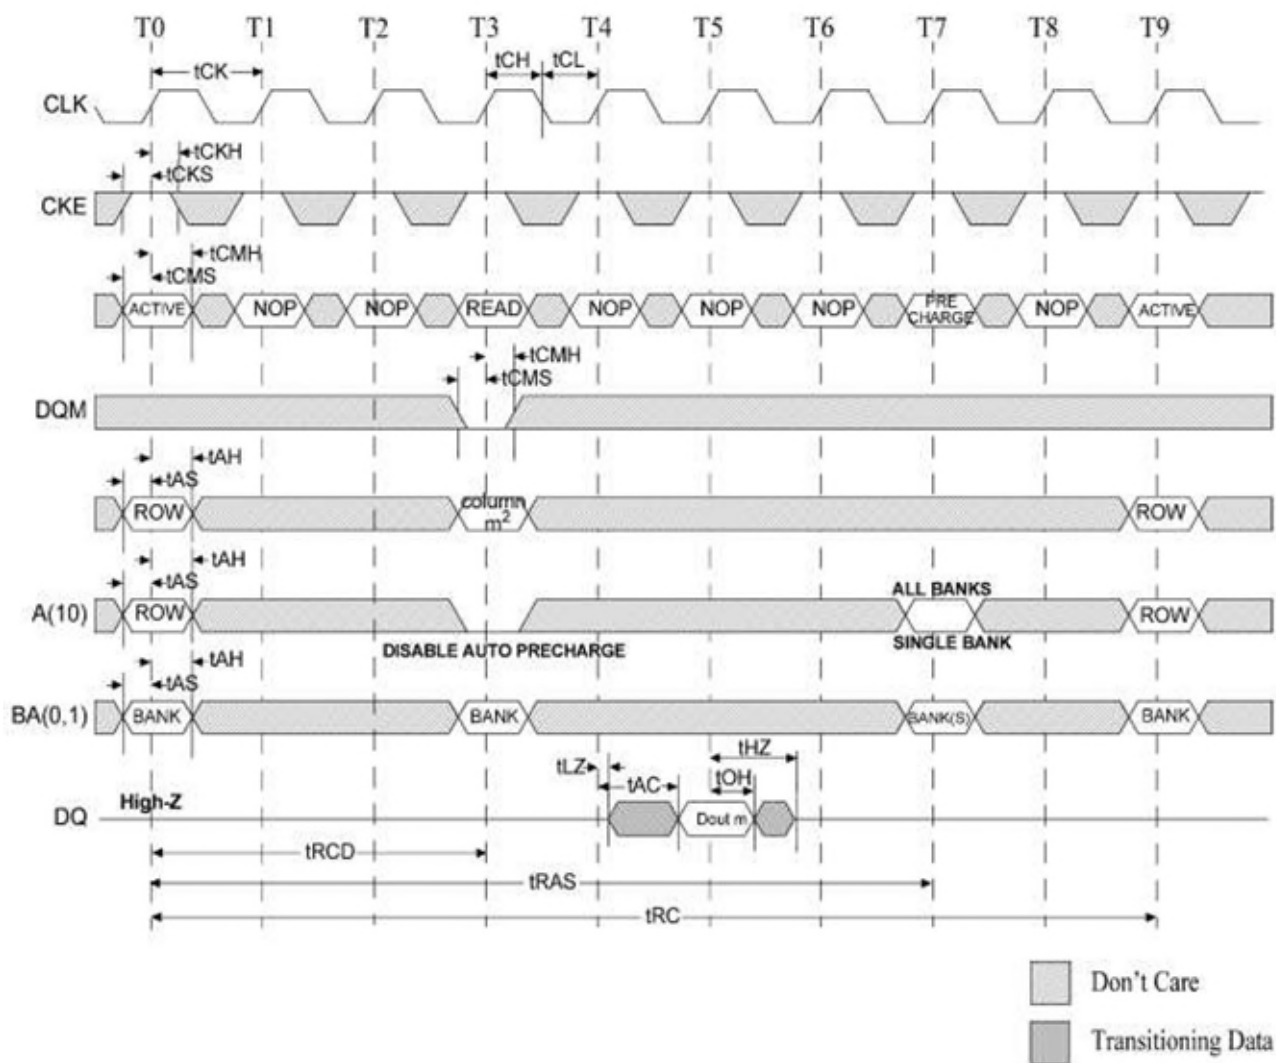 T0 T1 T2 T3 T4 T5 T6 T7 T8 T9
tCK tCH tCL
CLK
tCKH
tCKS
CKE
tCMH
tCMS
ACTIVE NOP NOP READ NOP NOP NOP PRE CHARGE NOP ACTIVE
tCMH
tCMS
DQM
tAH
tAS
ROW column m² ROW
tAH
tAS
ALL BANKS
A(10) ROW ROW
DISABLE AUTO PRECHARGE SINGLE BANK
tAH
tAS
BA(0,1) BANK BANK BANK(S) BANK
tHZ
tLZ
tAC tOH
High-Z
DQ Dout m
tRCD
tRAS
tRC
Don't Care
Transitioning Data